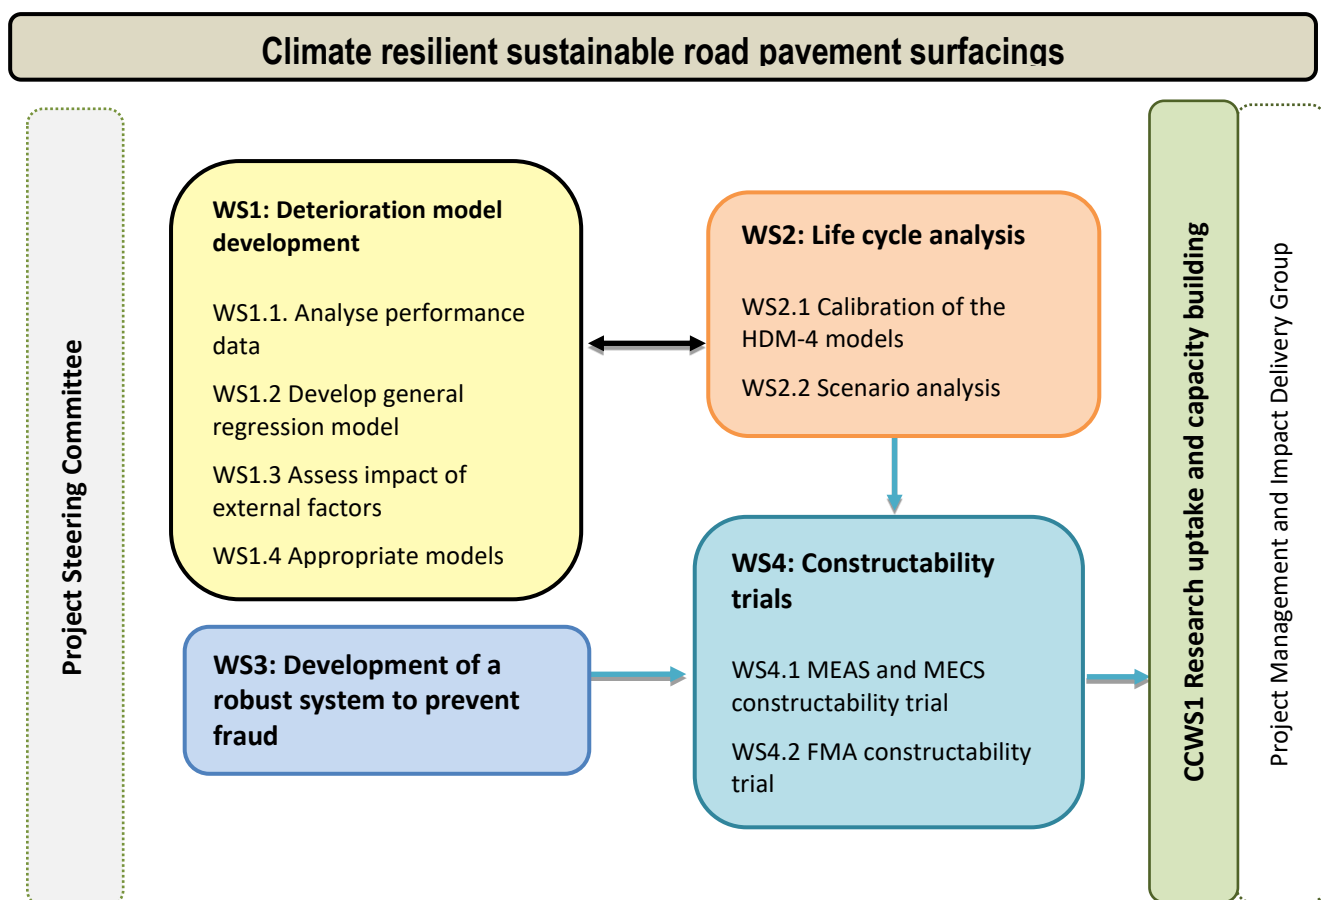 Climate resilient sustainable road pavement surfacings
Project Steering Committee
WS1: Deterioration model
development
WS1.1. Analyse performance
data
WS1.2 Develop general
regression model
WS1.3 Assess impact of
external factors
WS1.4 Appropriate models
WS2: Life cycle analysis
WS2.1 Calibration of the
HDM-4 models
WS2.2 Scenario analysis
WS3: Development of a
robust system to prevent
fraud
WS4: Constructability
trials
WS4.1 MEAS and MECS
constructability trial
WS4.2 FMA constructability
trial
CCWS1 Research uptake and capacity building
Project Management and Impact Delivery Group